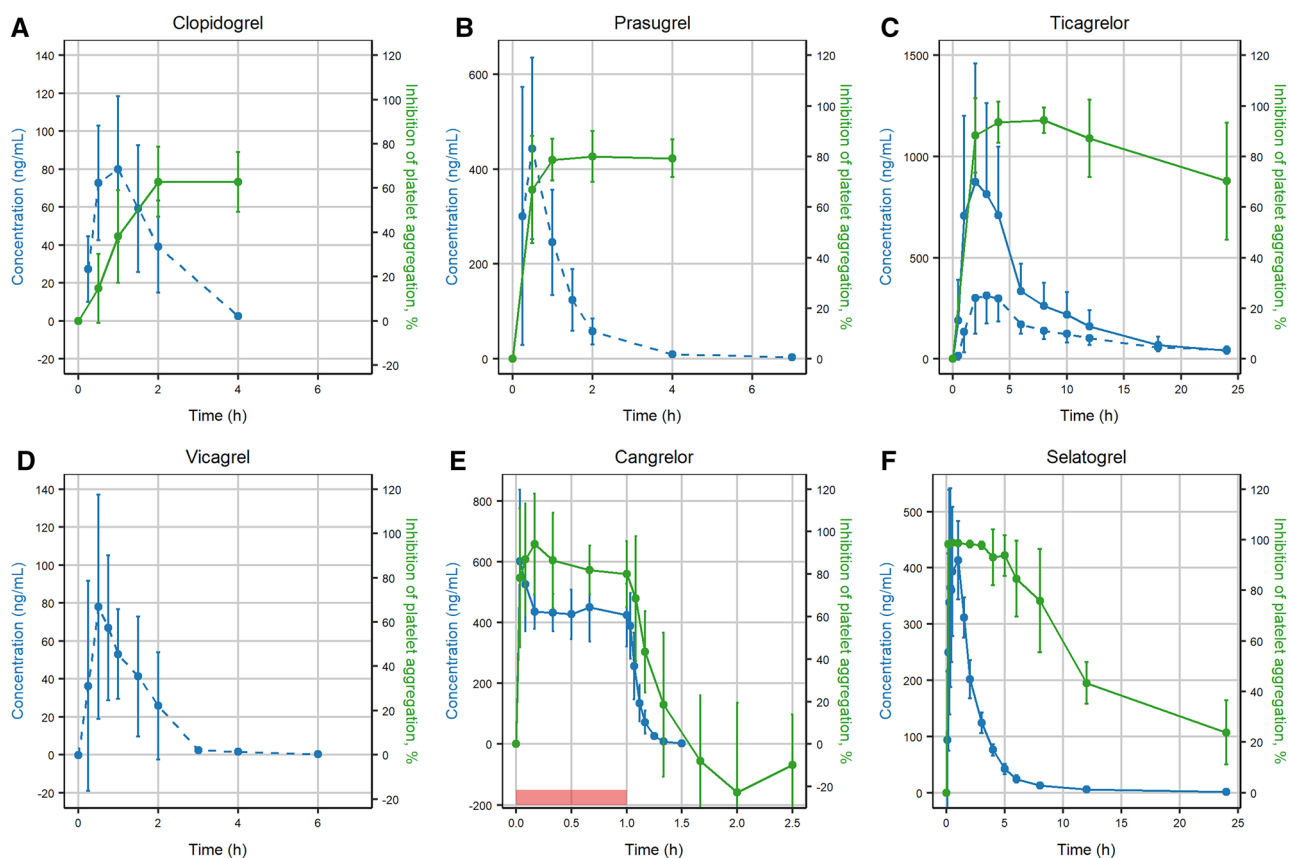 A
Clopidogrel
140
120
100
80
60
40
20
0
-20
120
100
80
60
40
20
0
-20
0 2 4 6
Concentration (ng/mL)
Inhibition of platelet aggregation, %
Time (h)
B
Prasugrel
600
400
200
0
120
100
80
60
40
20
0
0 2 4 6
Concentration (ng/mL)
Inhibition of platelet aggregation, %
Time (h)
C
Ticagrelor
1500
1000
500
0
120
100
80
60
40
20
0
0 5 10 15 20 25
Concentration (ng/mL)
Inhibition of platelet aggregation, %
Time (h)
D
Vicagrel
140
120
100
80
60
40
20
0
-20
120
100
80
60
40
20
0
-20
0 2 4 6
Concentration (ng/mL)
Inhibition of platelet aggregation, %
Time (h)
E
Cangrelor
800
600
400
200
0
-200
120
100
80
60
40
20
0
-20
0.0 0.5 1.0 1.5 2.0 2.5
Concentration (ng/mL)
Inhibition of platelet aggregation, %
Time (h)
F
Selatogrel
500
400
300
200
100
0
120
100
80
60
40
20
0
0 5 10 15 20 25
Concentration (ng/mL)
Inhibition of platelet aggregation, %
Time (h)